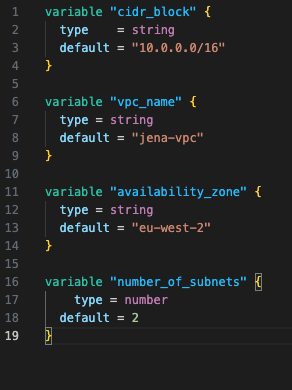 1 variable "cidr_block" {
2   type    = string
3   default = "10.0.0.0/16"
4 }
5
6 variable "vpc_name" {
7   type = string
8   default = "jena-vpc"
9 }
10
11 variable "availability_zone" {
12   type = string
13   default = "eu-west-2"
14 }
15
16 variable "number_of_subnets" {
17     type = number
18   default = 2
19 }